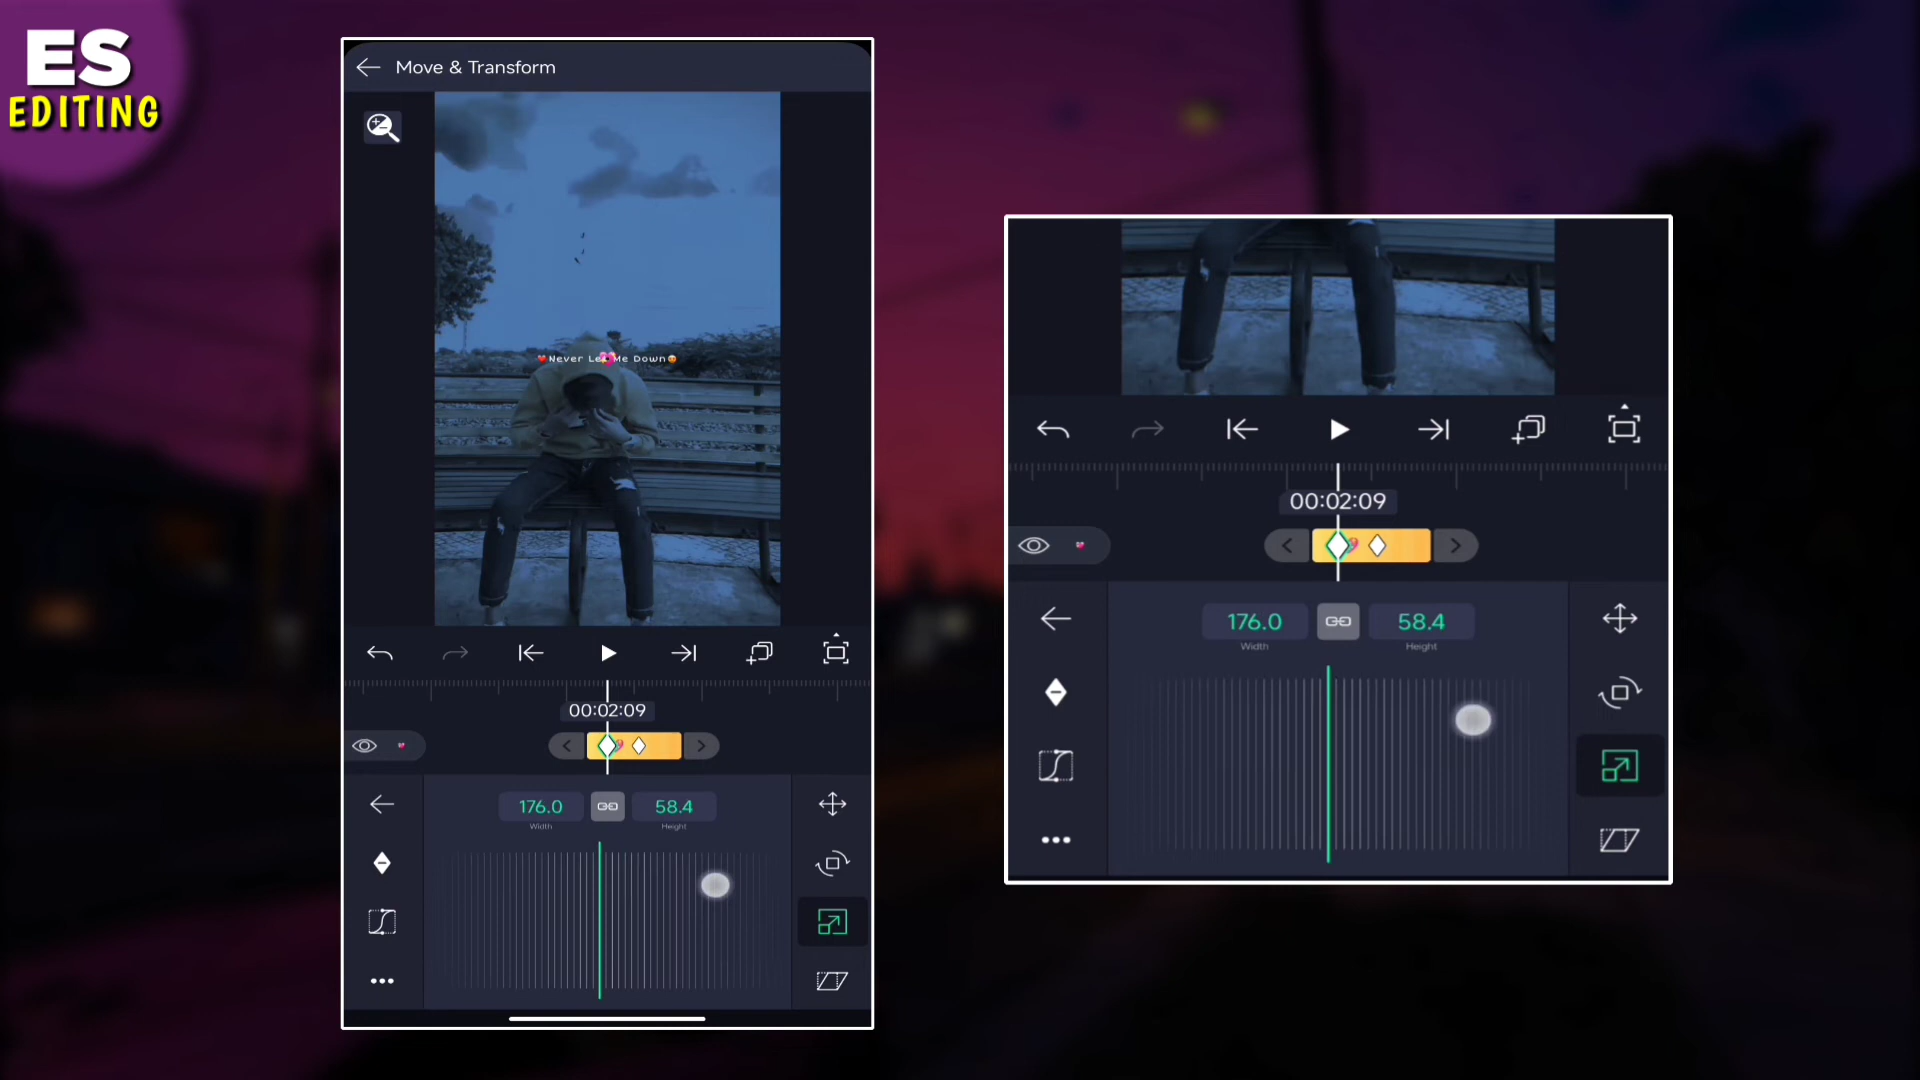 ES
EDITING
Move & Transform
Never Le Me Down
00:02:09
176.0
58.4
Width
Height
00:02:09
176.0
58.4
Width
Height